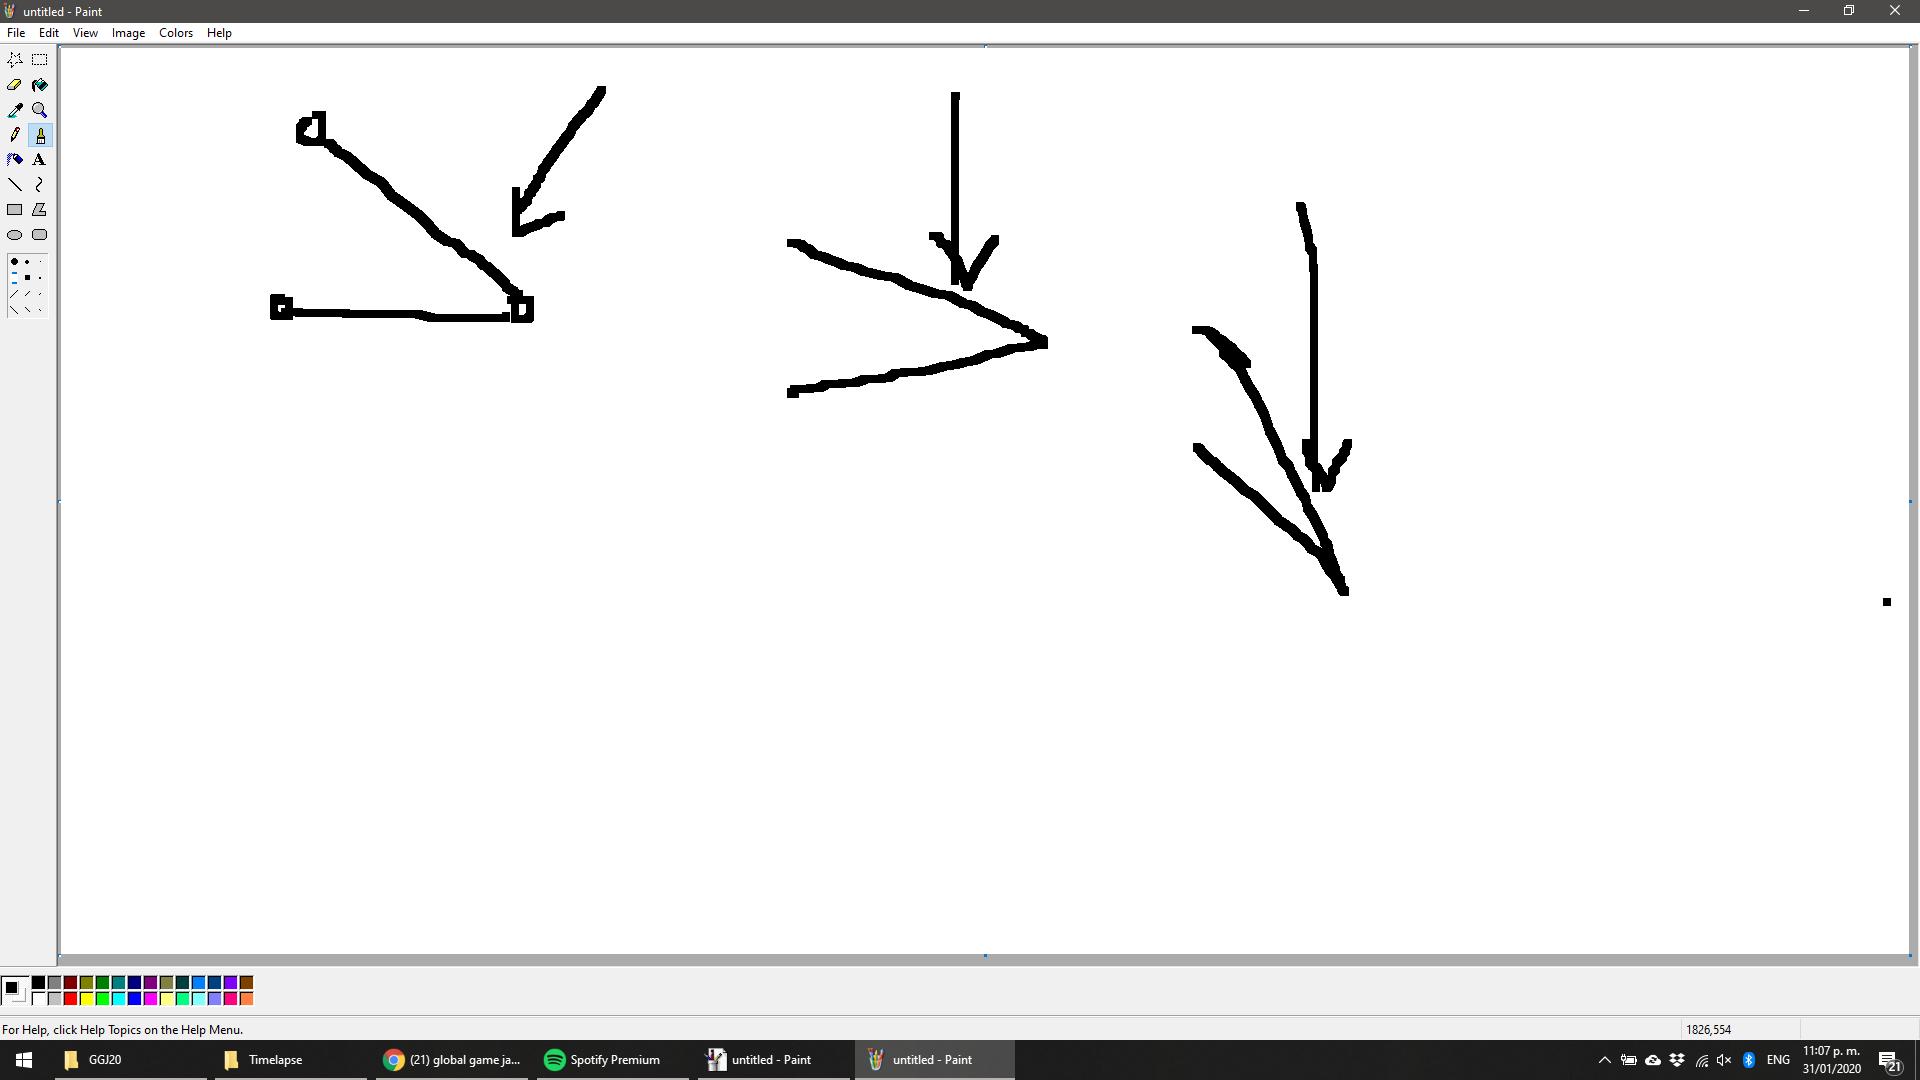 untitled - Paint
File Edit View Image Colors Help
A
For Help, click Help Topics on the Help Menu.
1826,554
GGJ20
Timelapse
(21) global game ja...
Spotify Premium
untitled - Paint
untitled - Paint
ENG
11:07 p. m.
31/01/2020
21